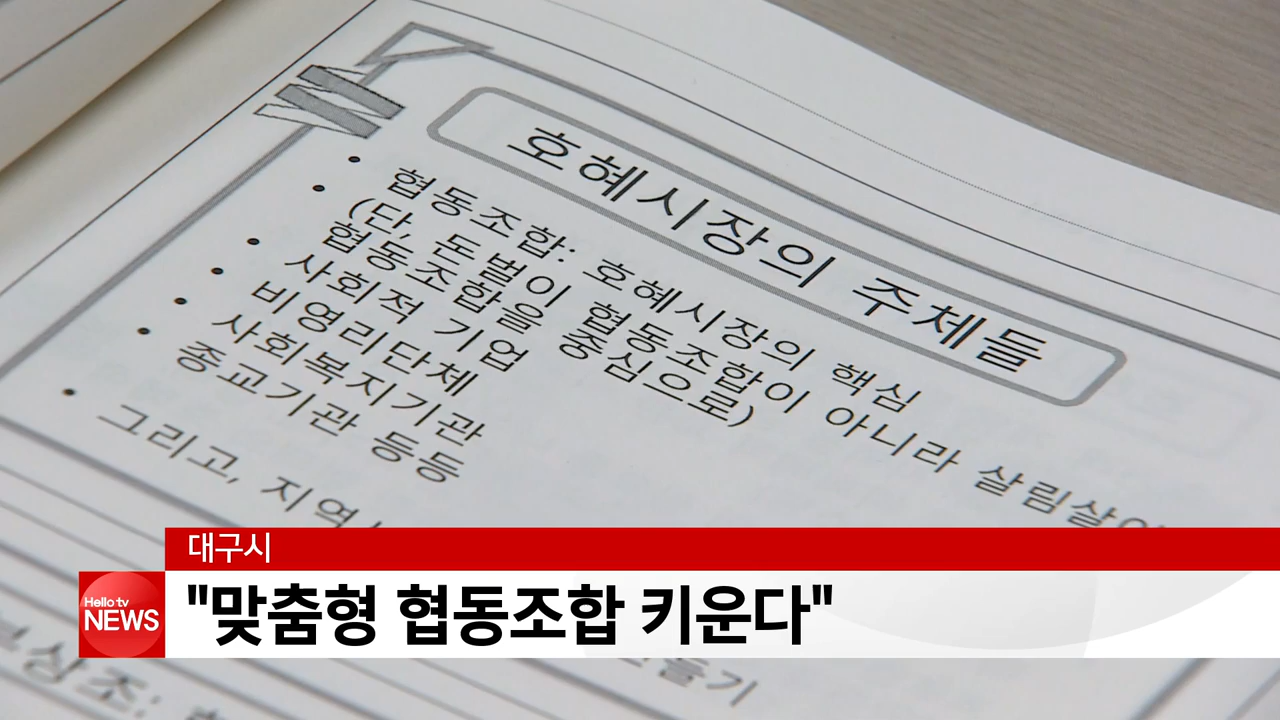 호혜시장의 주체들
협동조합: 호혜시장의 핵심
(단, 돈벌이 협동조합이 아니라 살림살이
협동조합을 중심으로)
사회적 기업
비영리단체
사회복지기관
종교기관 등등
그리고, 지역
대구시
Hello tv
NEWS
"맞춤형 협동조합 키운다"